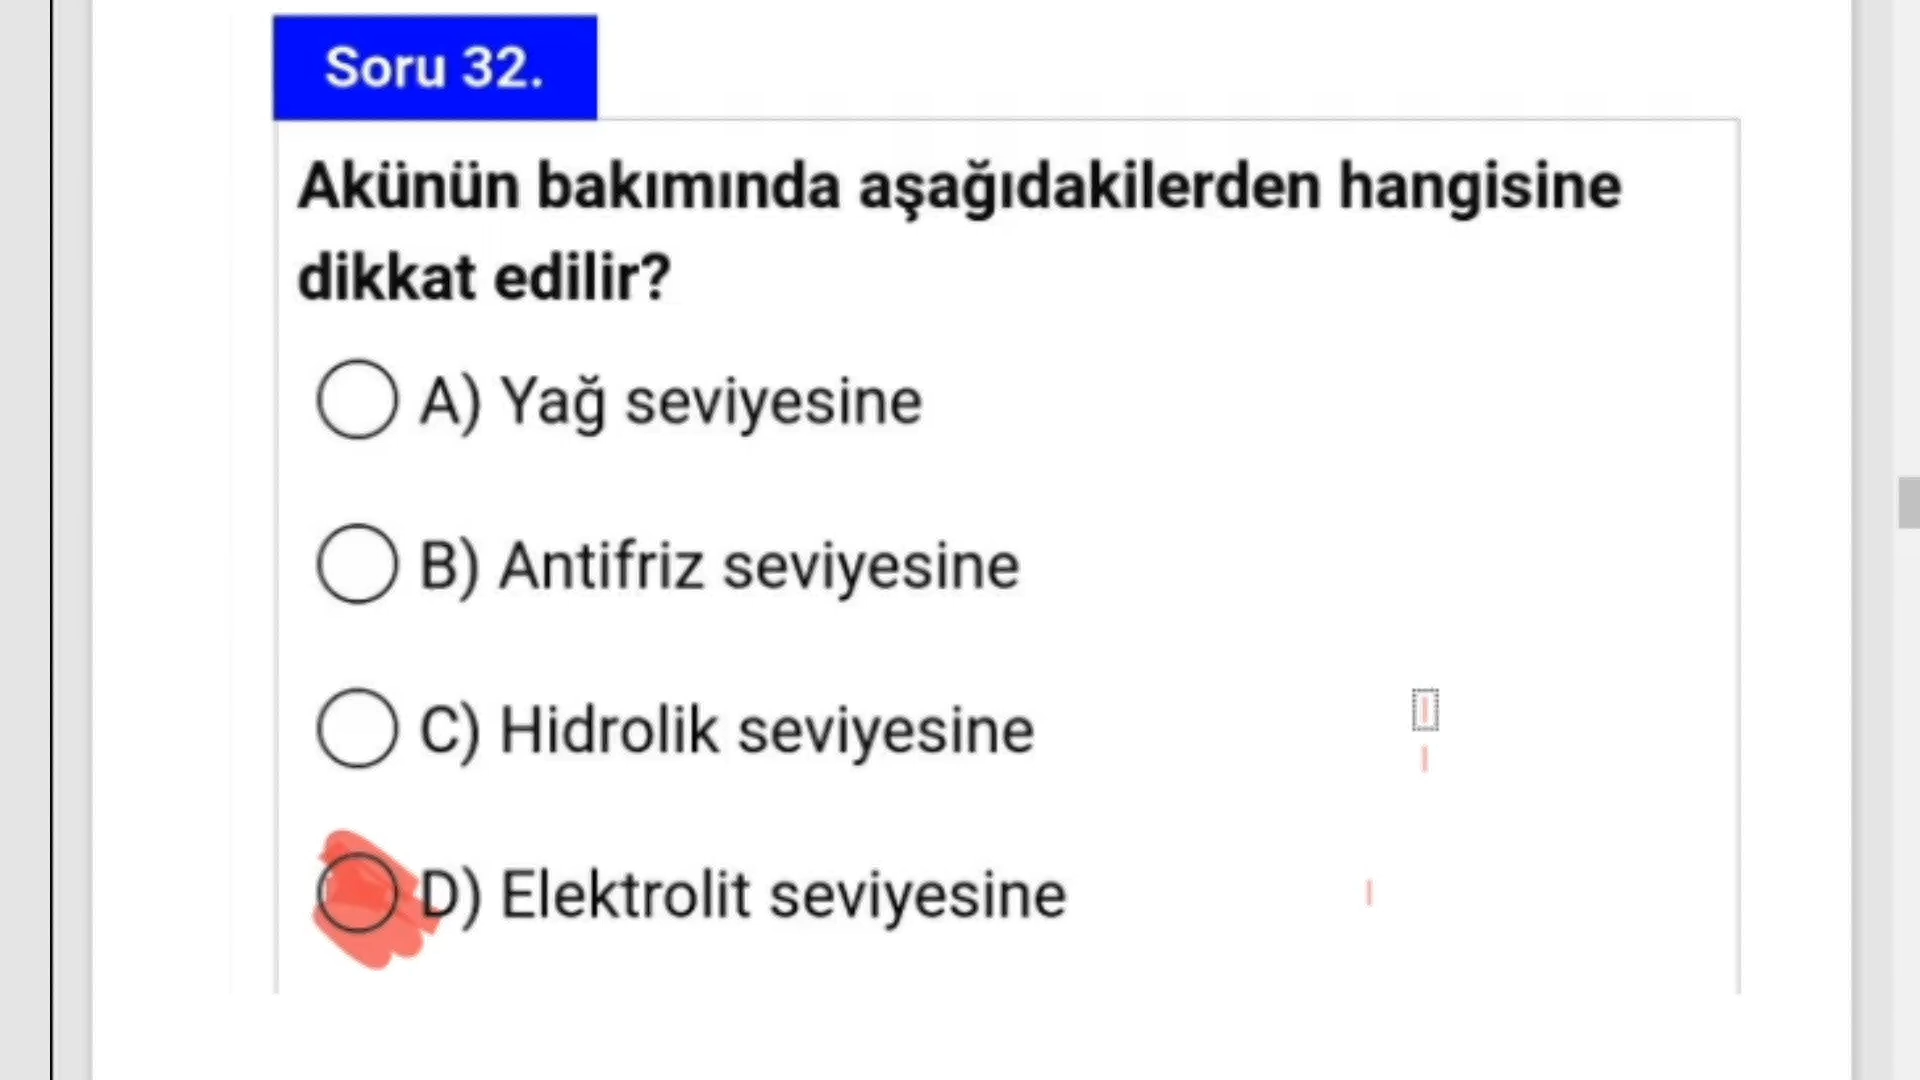 Soru 32.
Akünün bakımında aşağıdakilerden hangisine
dikkat edilir?
A) Yağ seviyesine
B) Antifriz seviyesine
C) Hidrolik seviyesine
D) Elektrolit seviyesine